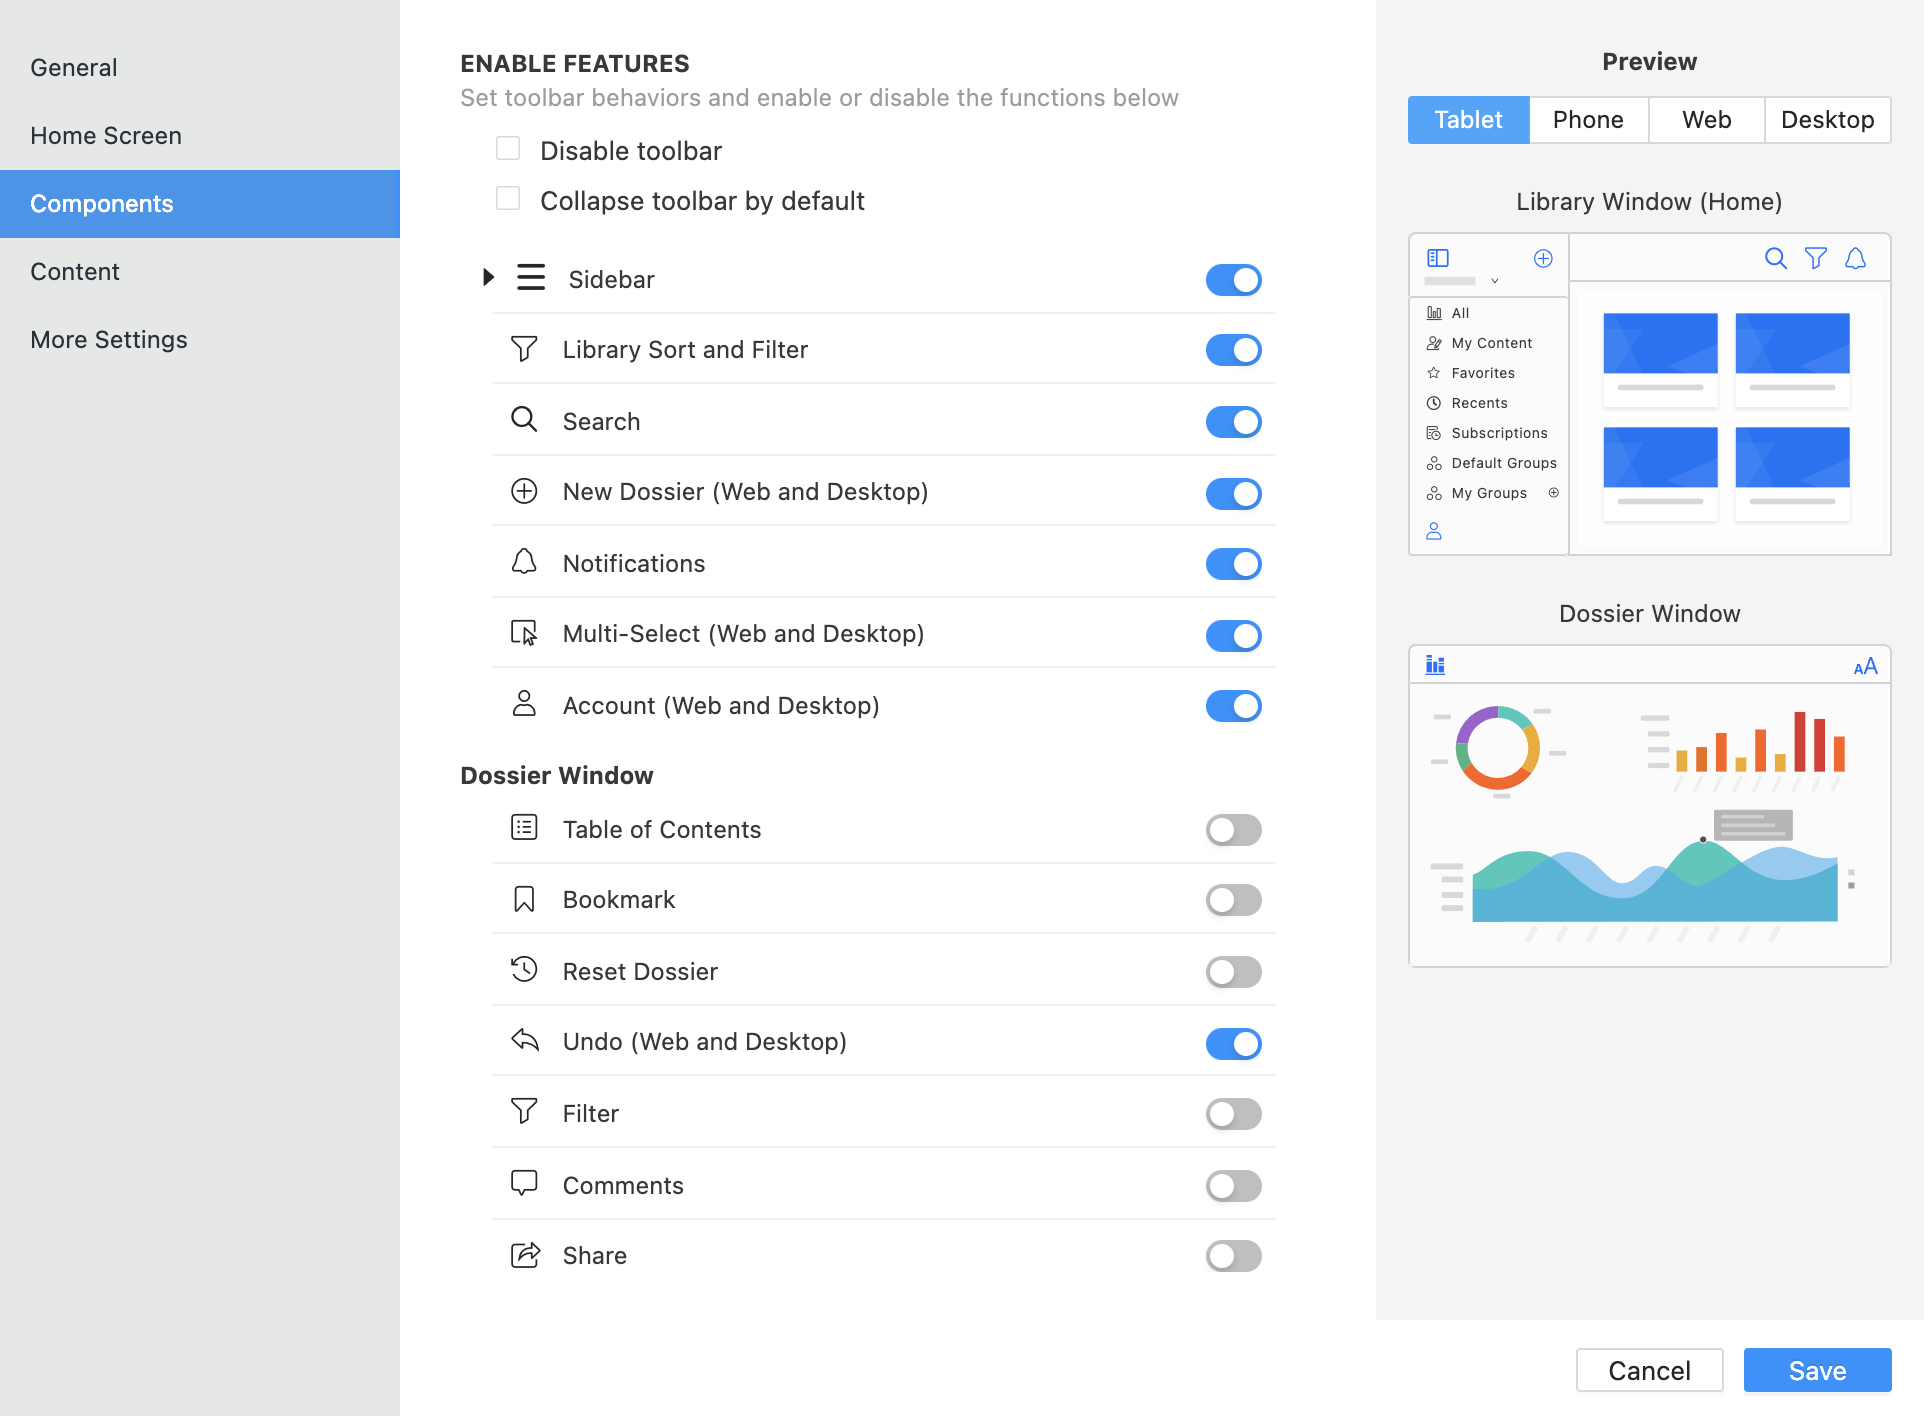 General
Home Screen
Components
Content
More Settings
ENABLE FEATURES
Set toolbar behaviors and enable or disable the functions below
Disable toolbar
Collapse toolbar by default
Sidebar
Library Sort and Filter
Search
New Dossier (Web and Desktop)
Notifications
Multi-Select (Web and Desktop)
Account (Web and Desktop)
Dossier Window
Table of Contents
Bookmark
Reset Dossier
Undo (Web and Desktop)
Filter
Comments
Share
Preview
Tablet Phone Web Desktop
Library Window (Home)
All
My Content
Favorites
Recents
Subscriptions
Default Groups
My Groups
Dossier Window
AA
Cancel Save